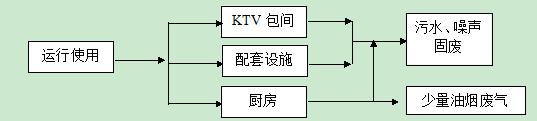 KTV 包间
污水、噪声
固废
运行使用
配套设施
厨房
少量油烟废气